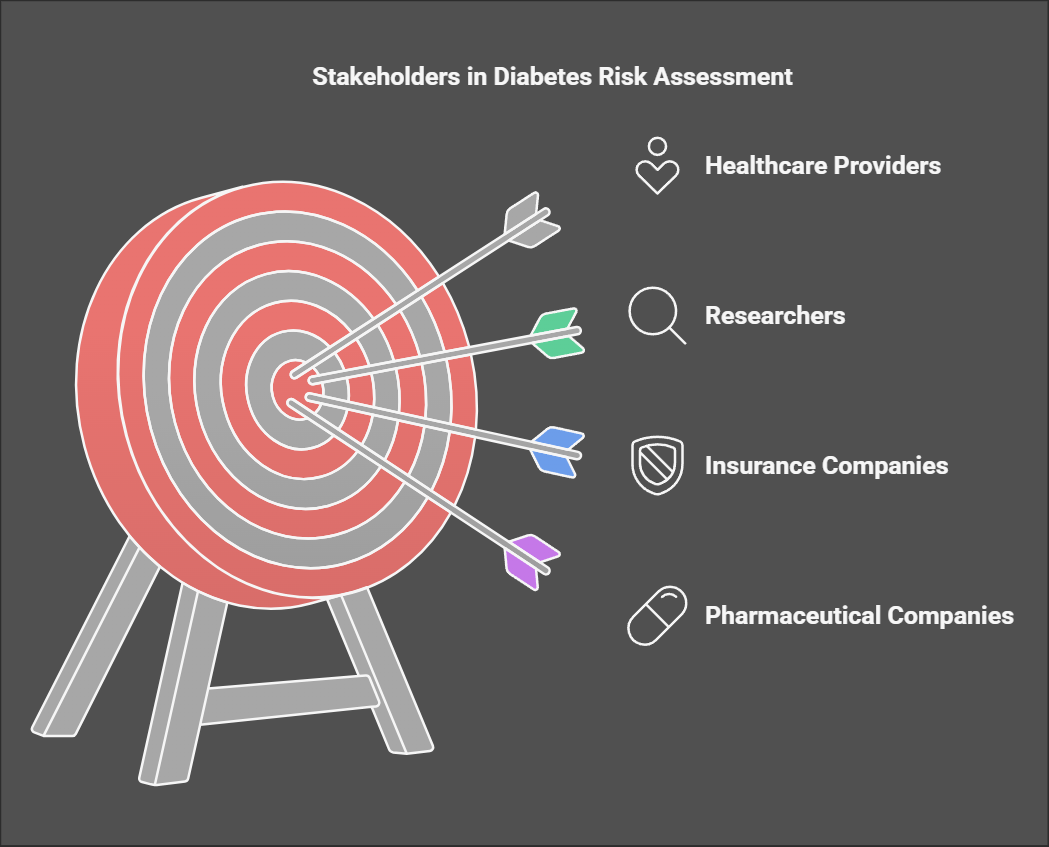 Stakeholders in Diabetes Risk Assessment
Healthcare Providers
Researchers
Insurance Companies
Pharmaceutical Companies